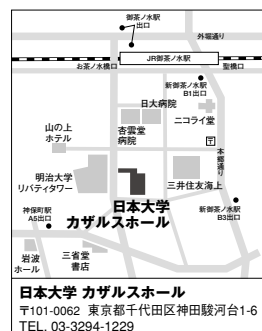 御茶ノ水駅
出口
外堀通り
JR御茶ノ水駅
お茶ノ水橋口
聖橋口
新御茶ノ水駅
B1出口
日大病院
ニコライ堂
山の上
ホテル
杏雲堂
病院
〒
本郷通り
明治大学
リバティタワー
三井住友海上
日本大学
カザルスホール
神保町駅
A5出口
新御茶ノ水駅
B3出口
岩波
ホール
三省堂
書店
日本大学 カザルスホール
〒101-0062 東京都千代田区神田駿河台1-6
TEL. 03-3294-1229